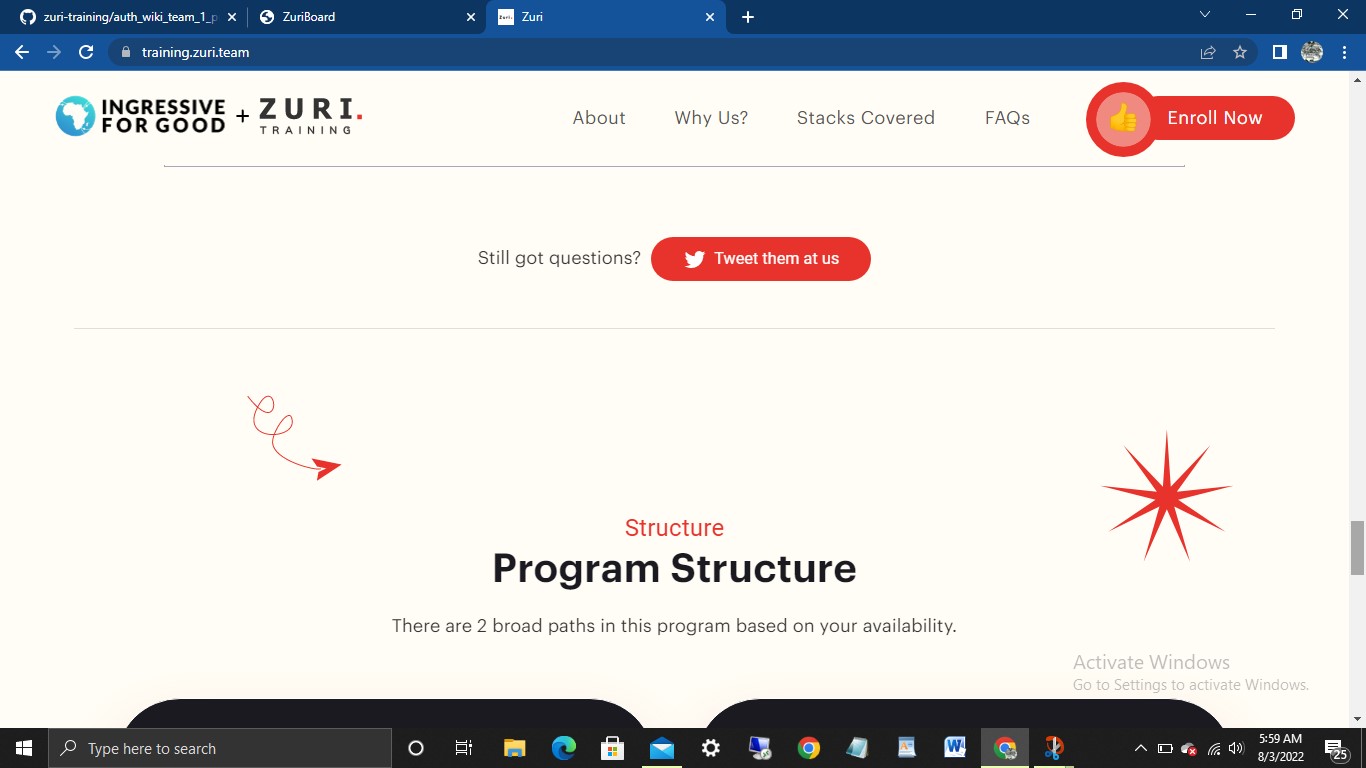 zuri-training/auth_wiki_team_1_p
ZuriBoard
Zuri
training.zuri.team
INGRESSIVE
FOR GOOD
+
ZURI.
TRAINING
About
Why Us?
Stacks Covered
FAQs
Enroll Now
Still got questions?
Tweet them at us
Structure
Program Structure
There are 2 broad paths in this program based on your availability.
Activate Windows
Go to Settings to activate Windows.
Type here to search
5:59 AM
8/3/2022
25